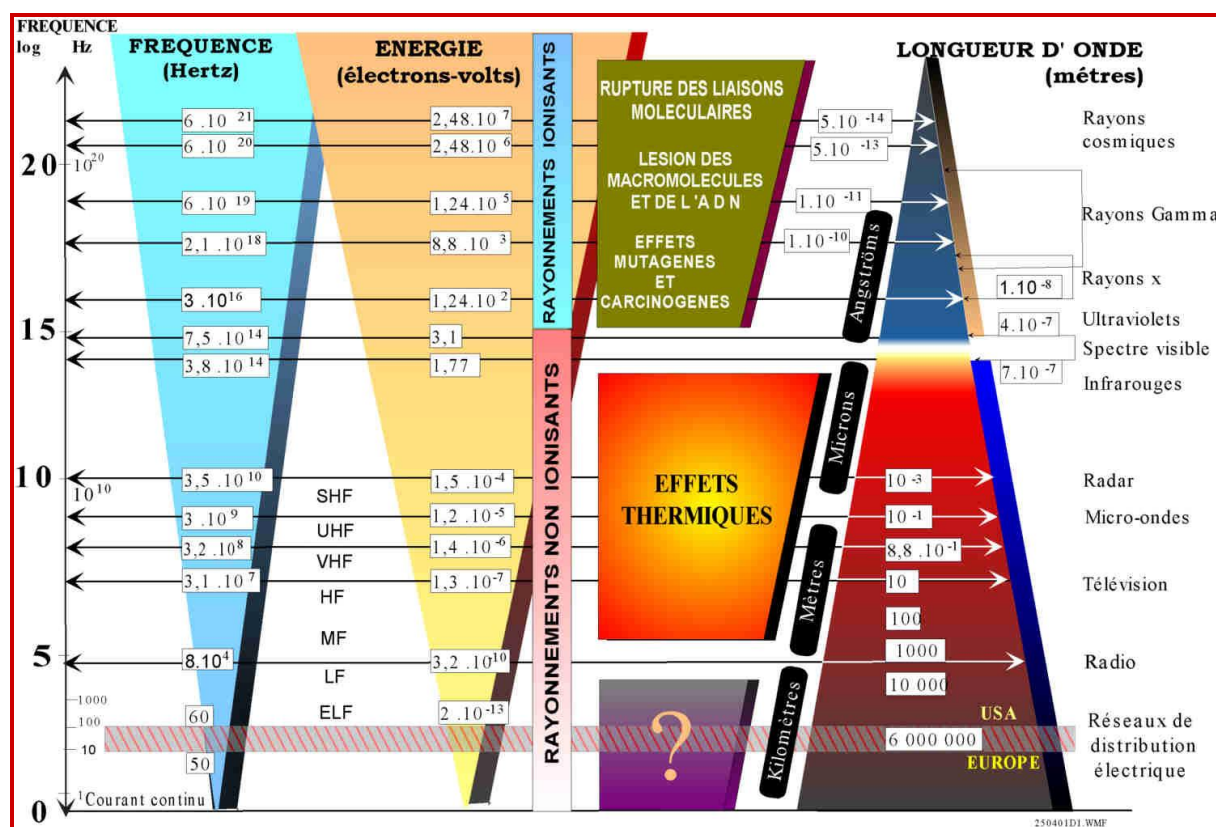 FREQUENCE
log Hz
FREQUENCE
(Hertz)
ENERGIE
(électrons-volts)
LONGUEUR D' ONDE
(métres)
20
10 20
15
10
10 10
5
1000
100
10
1
Courant continu
0
6 .10 21
6 .10 20
6 .10 19
2,1 .10 18
3 .10 16
7,5 .10 14
3,8 .10 14
3,5 .10 10
3 .10 9
3,2 .10 8
3,1 .10 7
8.10 4
60
50
SHF
UHF
VHF
HF
MF
LF
ELF
2,48.10 7
2,48.10 6
1,24.10 5
8,8 .10 3
1,24.10 2
3,1
1,77
1,5 .10 -4
1,2 .10 -5
1,4 .10 -6
1,3 .10 -7
3,2 .10 -10
2 .10 -13
RAYONNEMENTS IONISANTS
RAYONNEMENTS NON IONISANTS
RUPTURE DES LIAISONS
MOLECULAIRES
LESION DES
MACROMOLECULES
ET DE L 'A D N
EFFETS
MUTAGENES
ET
CARCINOGENES
EFFETS
THERMIQUES
?
Angströms
Microns
Mètres
Kilomètres
5.10 -14
5.10 -13
1.10 -11
1.10 -10
1.10 -8
4.10 -7
7.10 -7
10 -3
10 -1
8,8 .10 -1
10
100
1000
10 000
6 000 000
USA
EUROPE
Rayons
cosmiques
Rayons Gamma
Rayons x
Ultraviolets
Spectre visible
Infrarouges
Radar
Micro-ondes
Télévision
Radio
Réseaux de
distribution
électrique
250401D1.WMF